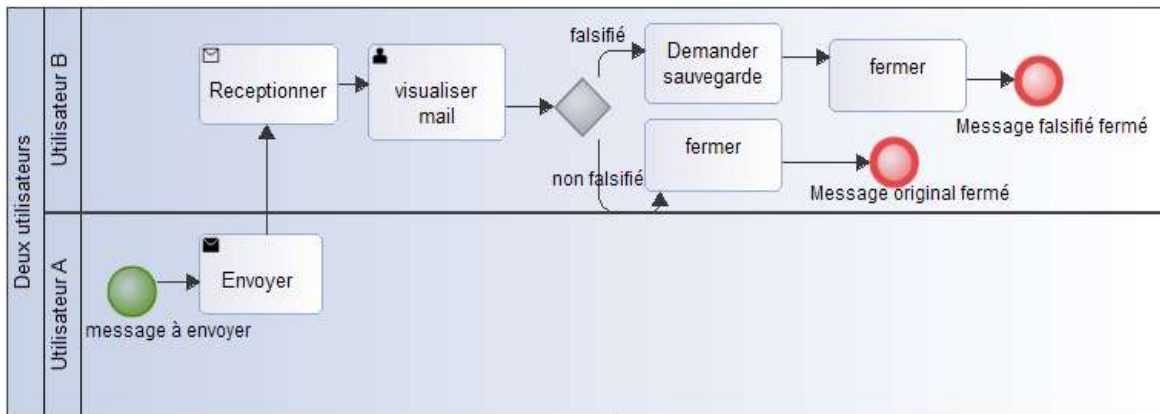 Deux utilisateurs
Utilisateur B
Receptionner
visualiser
mail
falsifié
non falsifié
Demander
sauvegarde
fermer
Message falsifié fermé
fermer
Message original fermé
Utilisateur A
message à envoyer
Envoyer